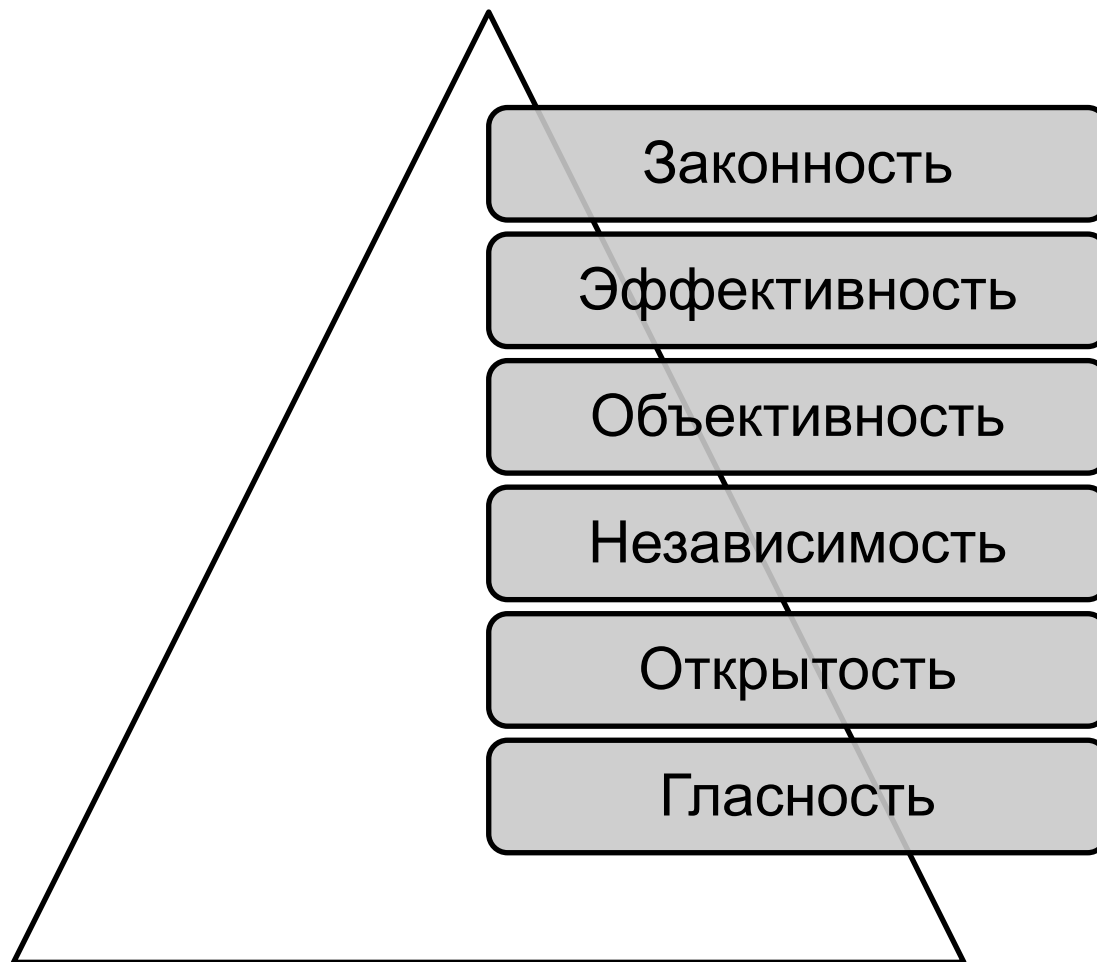 Законность
Эффективность
Объективность
Независимость
Открытость
Гласность